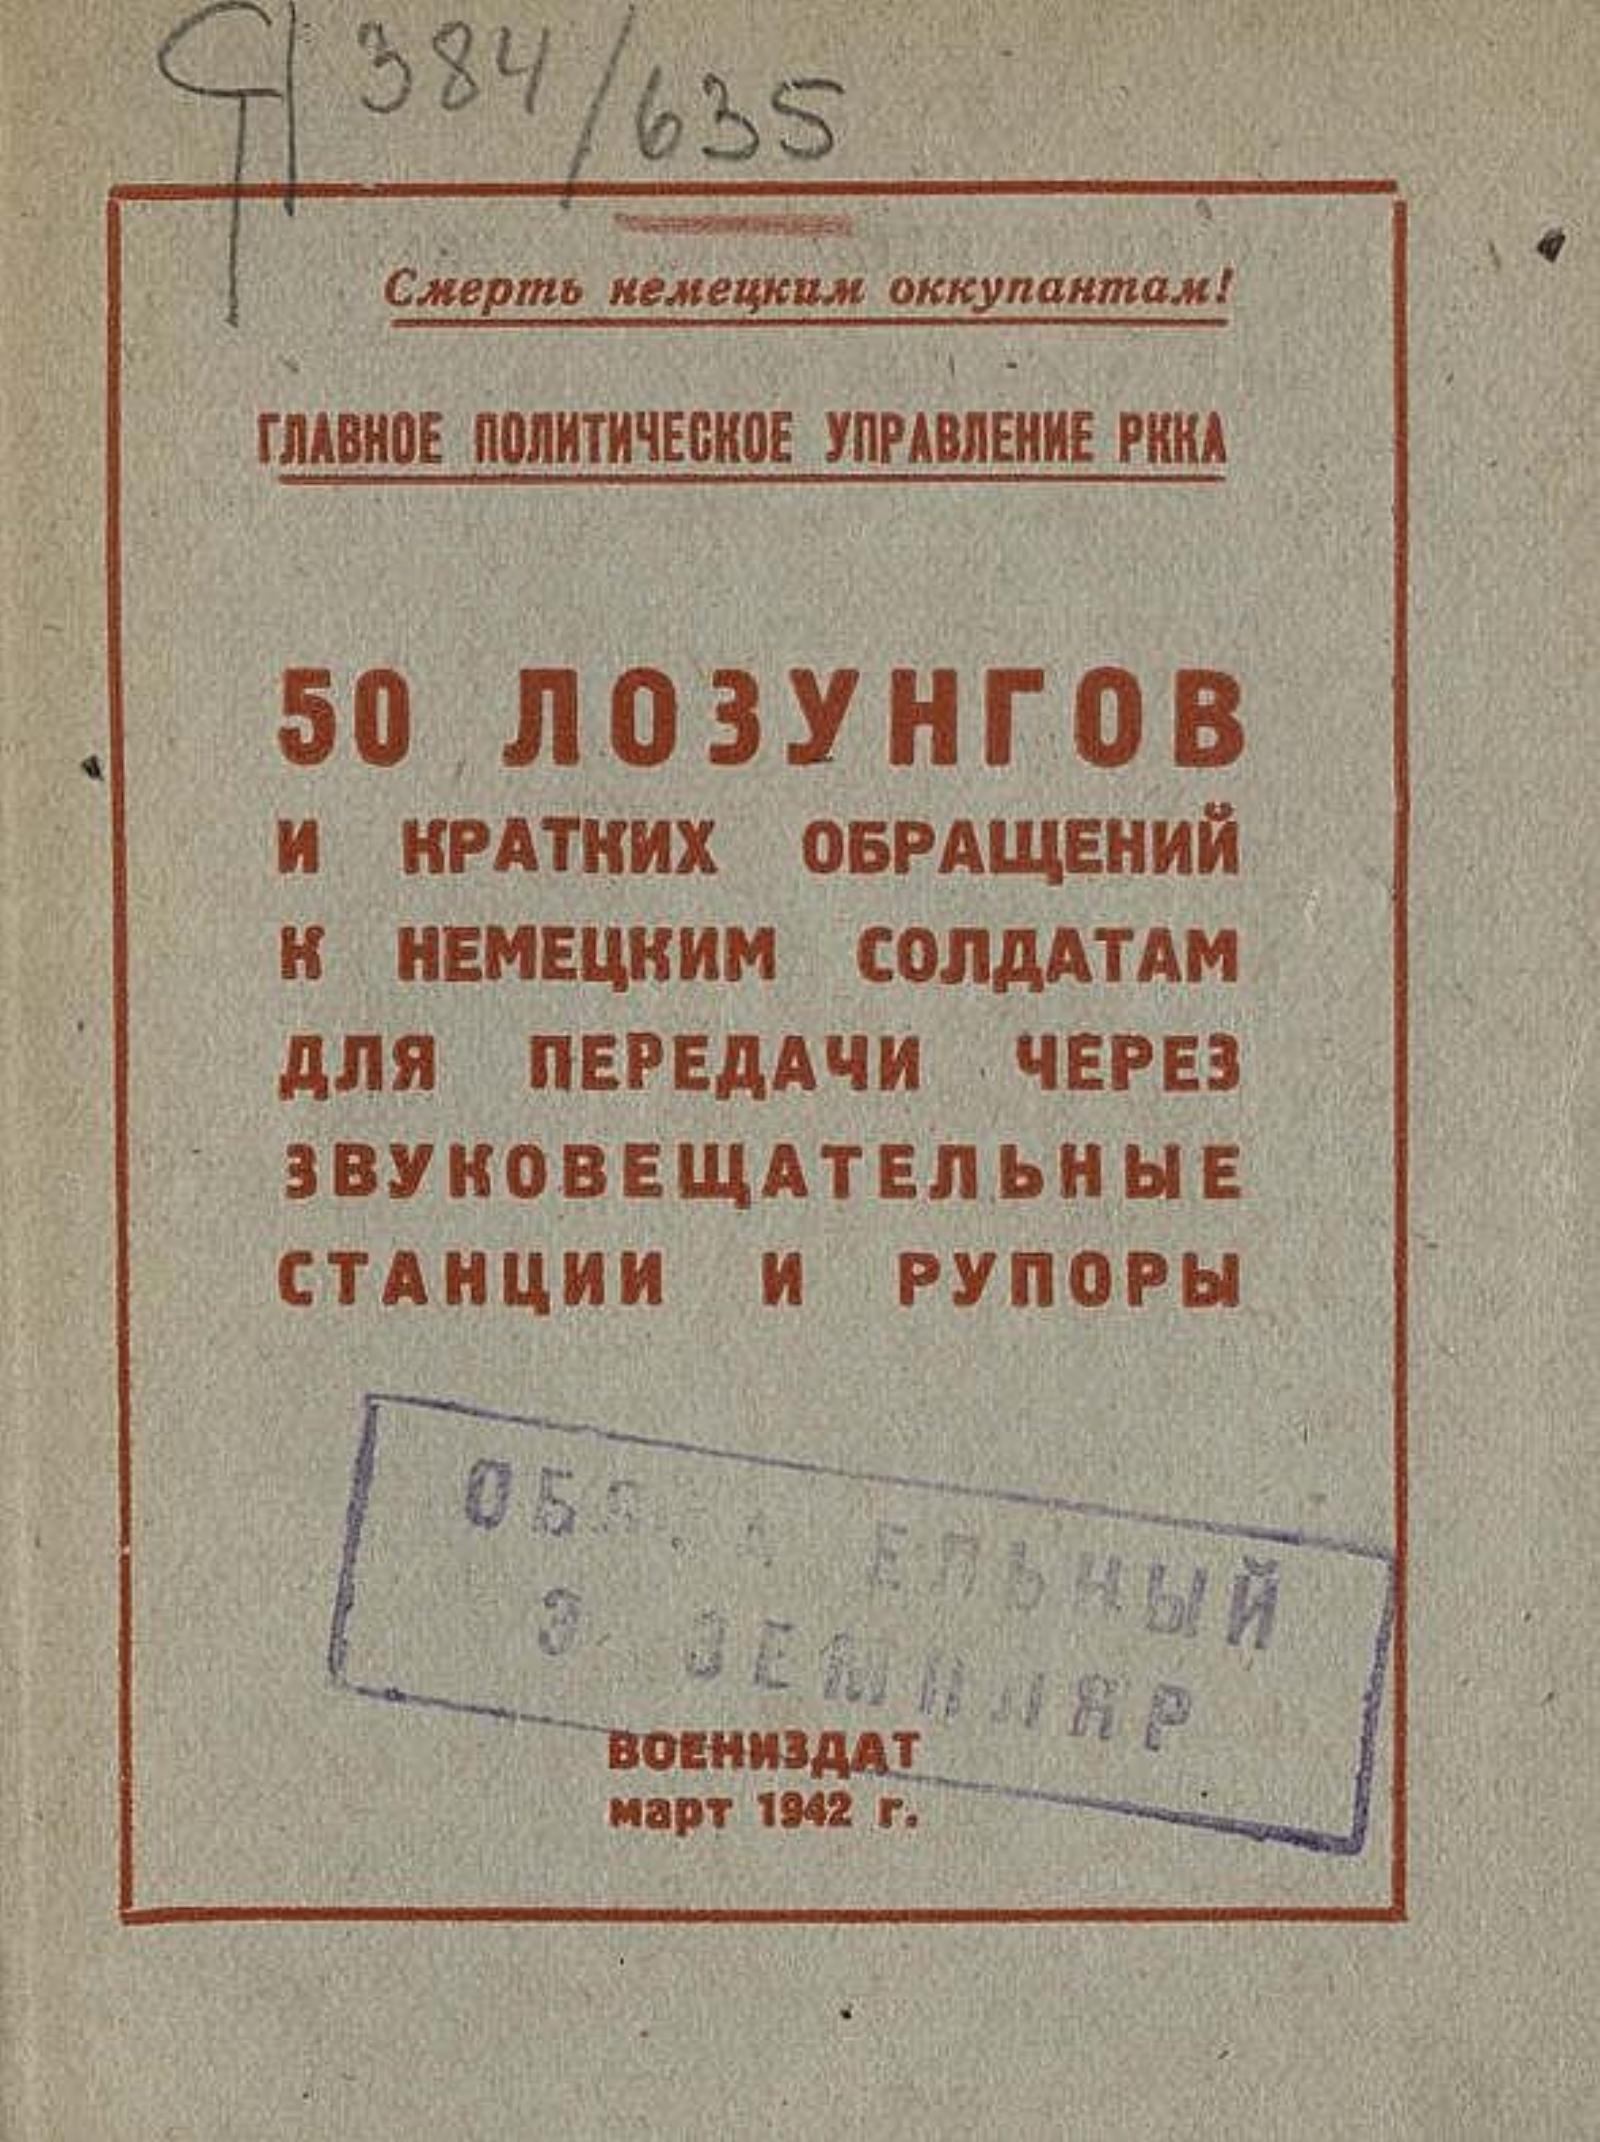 384/635
Смерть немецким оккупантам!
ГЛАВНОЕ ПОЛИТИЧЕСКОЕ УПРАВЛЕНИЕ РККА
50 ЛОЗУНГОВ
И КРАТКИХ ОБРАЩЕНИЙ
К НЕМЕЦКИМ СОЛДАТАМ
ДЛЯ ПЕРЕДАЧИ ЧЕРЕЗ
ЗВУКОВЕЩАТЕЛЬНЫЕ
СТАНЦИИ И РУПОРЫ
ЭКЗЕМПЛЯР
ВОЕНИЗДАТ
март 1942 г.